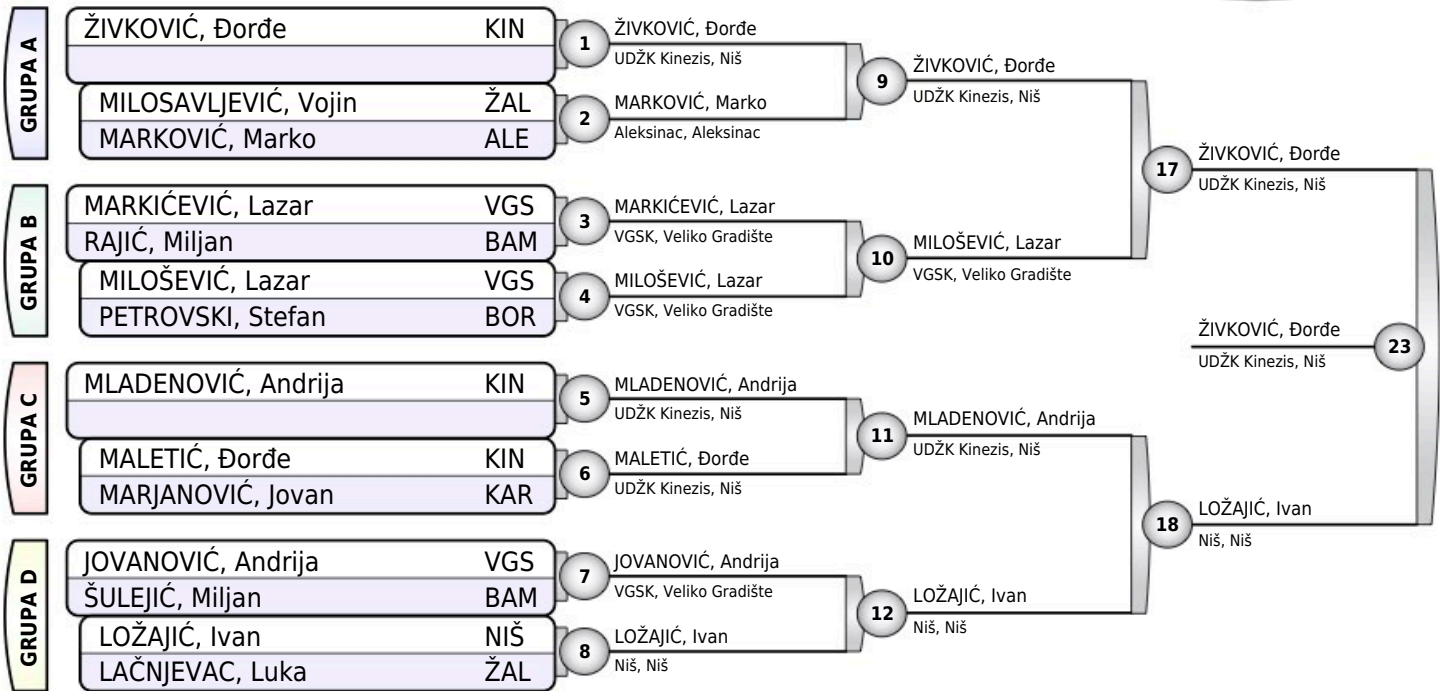 GRUPA A
ŽIVKOVIĆ, Đorđe KIN
MILOSAVLJEVIĆ, Vojin ŽAL
MARKOVIĆ, Marko ALE
GRUPA B
MARKIĆEVIĆ, Lazar VGS
RAJIĆ, Miljan BAM
MILOŠEVIĆ, Lazar VGS
PETROVSKI, Stefan BOR
GRUPA C
MLADENOVIĆ, Andrija KIN
MALETIĆ, Đorđe KIN
MARJANOVIĆ, Jovan KAR
GRUPA D
JOVANOVIĆ, Andrija VGS
ŠULEJIĆ, Miljan BAM
LOŽAJIĆ, Ivan NIŠ
LAČNJEVAC, Luka ŽAL
1
ŽIVKOVIĆ, Đorđe
UDŽK Kinezis, Niš
2
MARKOVIĆ, Marko
Aleksinac, Aleksinac
3
MARKIĆEVIĆ, Lazar
VGSK, Veliko Gradište
4
MILOŠEVIĆ, Lazar
VGSK, Veliko Gradište
5
MLADENOVIĆ, Andrija
UDŽK Kinezis, Niš
6
MALETIĆ, Đorđe
UDŽK Kinezis, Niš
7
JOVANOVIĆ, Andrija
VGSK, Veliko Gradište
8
LOŽAJIĆ, Ivan
Niš, Niš
9
ŽIVKOVIĆ, Đorđe
UDŽK Kinezis, Niš
10
MILOŠEVIĆ, Lazar
VGSK, Veliko Gradište
11
MLADENOVIĆ, Andrija
UDŽK Kinezis, Niš
12
LOŽAJIĆ, Ivan
Niš, Niš
17
ŽIVKOVIĆ, Đorđe
UDŽK Kinezis, Niš
18
LOŽAJIĆ, Ivan
Niš, Niš
ŽIVKOVIĆ, Đorđe
UDŽK Kinezis, Niš
23